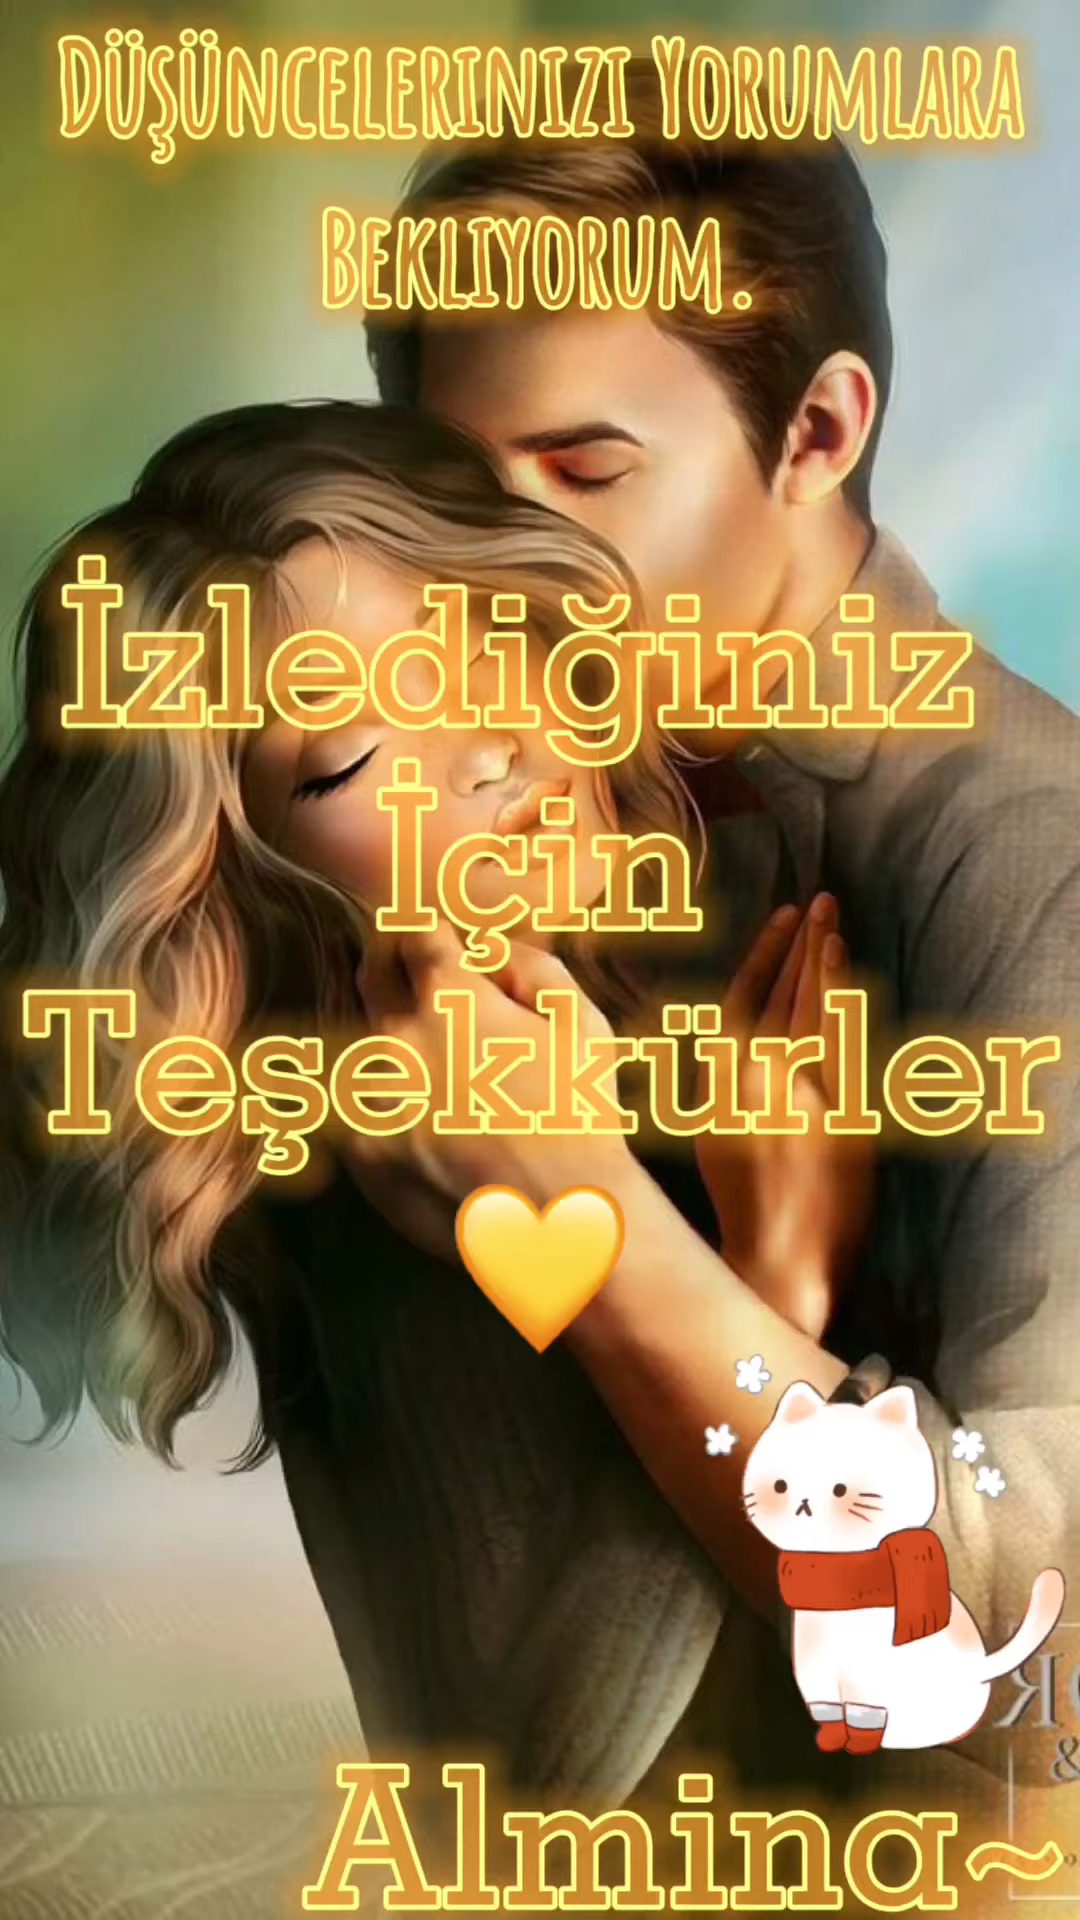 Düşüncelerinizi Yorumlara
Bekliyorum.
İzlediğiniz
İçin
Teşekkürler
💛
Almina~